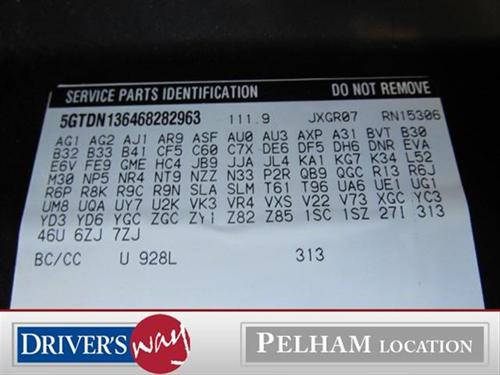 SERVICE PARTS IDENTIFICATION DO NOT REMOVE
5GTDN136468282963 111.9 JXGR07 RN15306
AG1 AG2 AJ1 AR9 ASF AU0 AU3 AXP A31 BVT B30
B32 B33 B41 CF5 C60 C7X DE6 DF5 DH6 DNR EVA
E6V FE9 GME HC4 JB9 JJA JL4 KA1 KG7 K34 L52
M30 NP5 NR4 NT9 NZZ N33 P2R QB9 QGC R13 R6J
R6P R8K R9C R9N SLA SLM T61 T96 UA6 UE1 UG1
UM8 UQA UY7 U2K VK3 VR4 VXS V22 V73 XGC YC3
YD3 YD6 YGC ZGC ZY1 Z82 Z85 1SC 1SZ 27I 313
46U 6ZJ 7ZJ
BC/CC U 928L 313
DRIVER'S way
PELHAM LOCATION